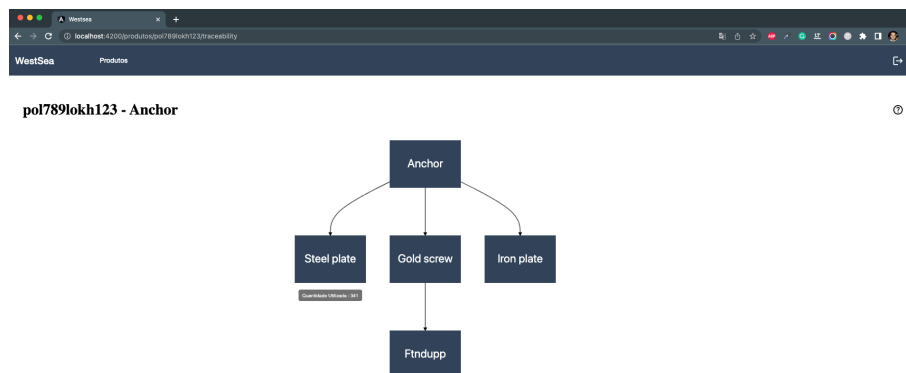 Westsea
localhost:4200/produtos/pol789lokh123/traceability
WestSea Produtos
pol789lokh123 - Anchor
Anchor
Steel plate Gold screw Iron plate
Quantidade Utilizada : 341
Ftndupp